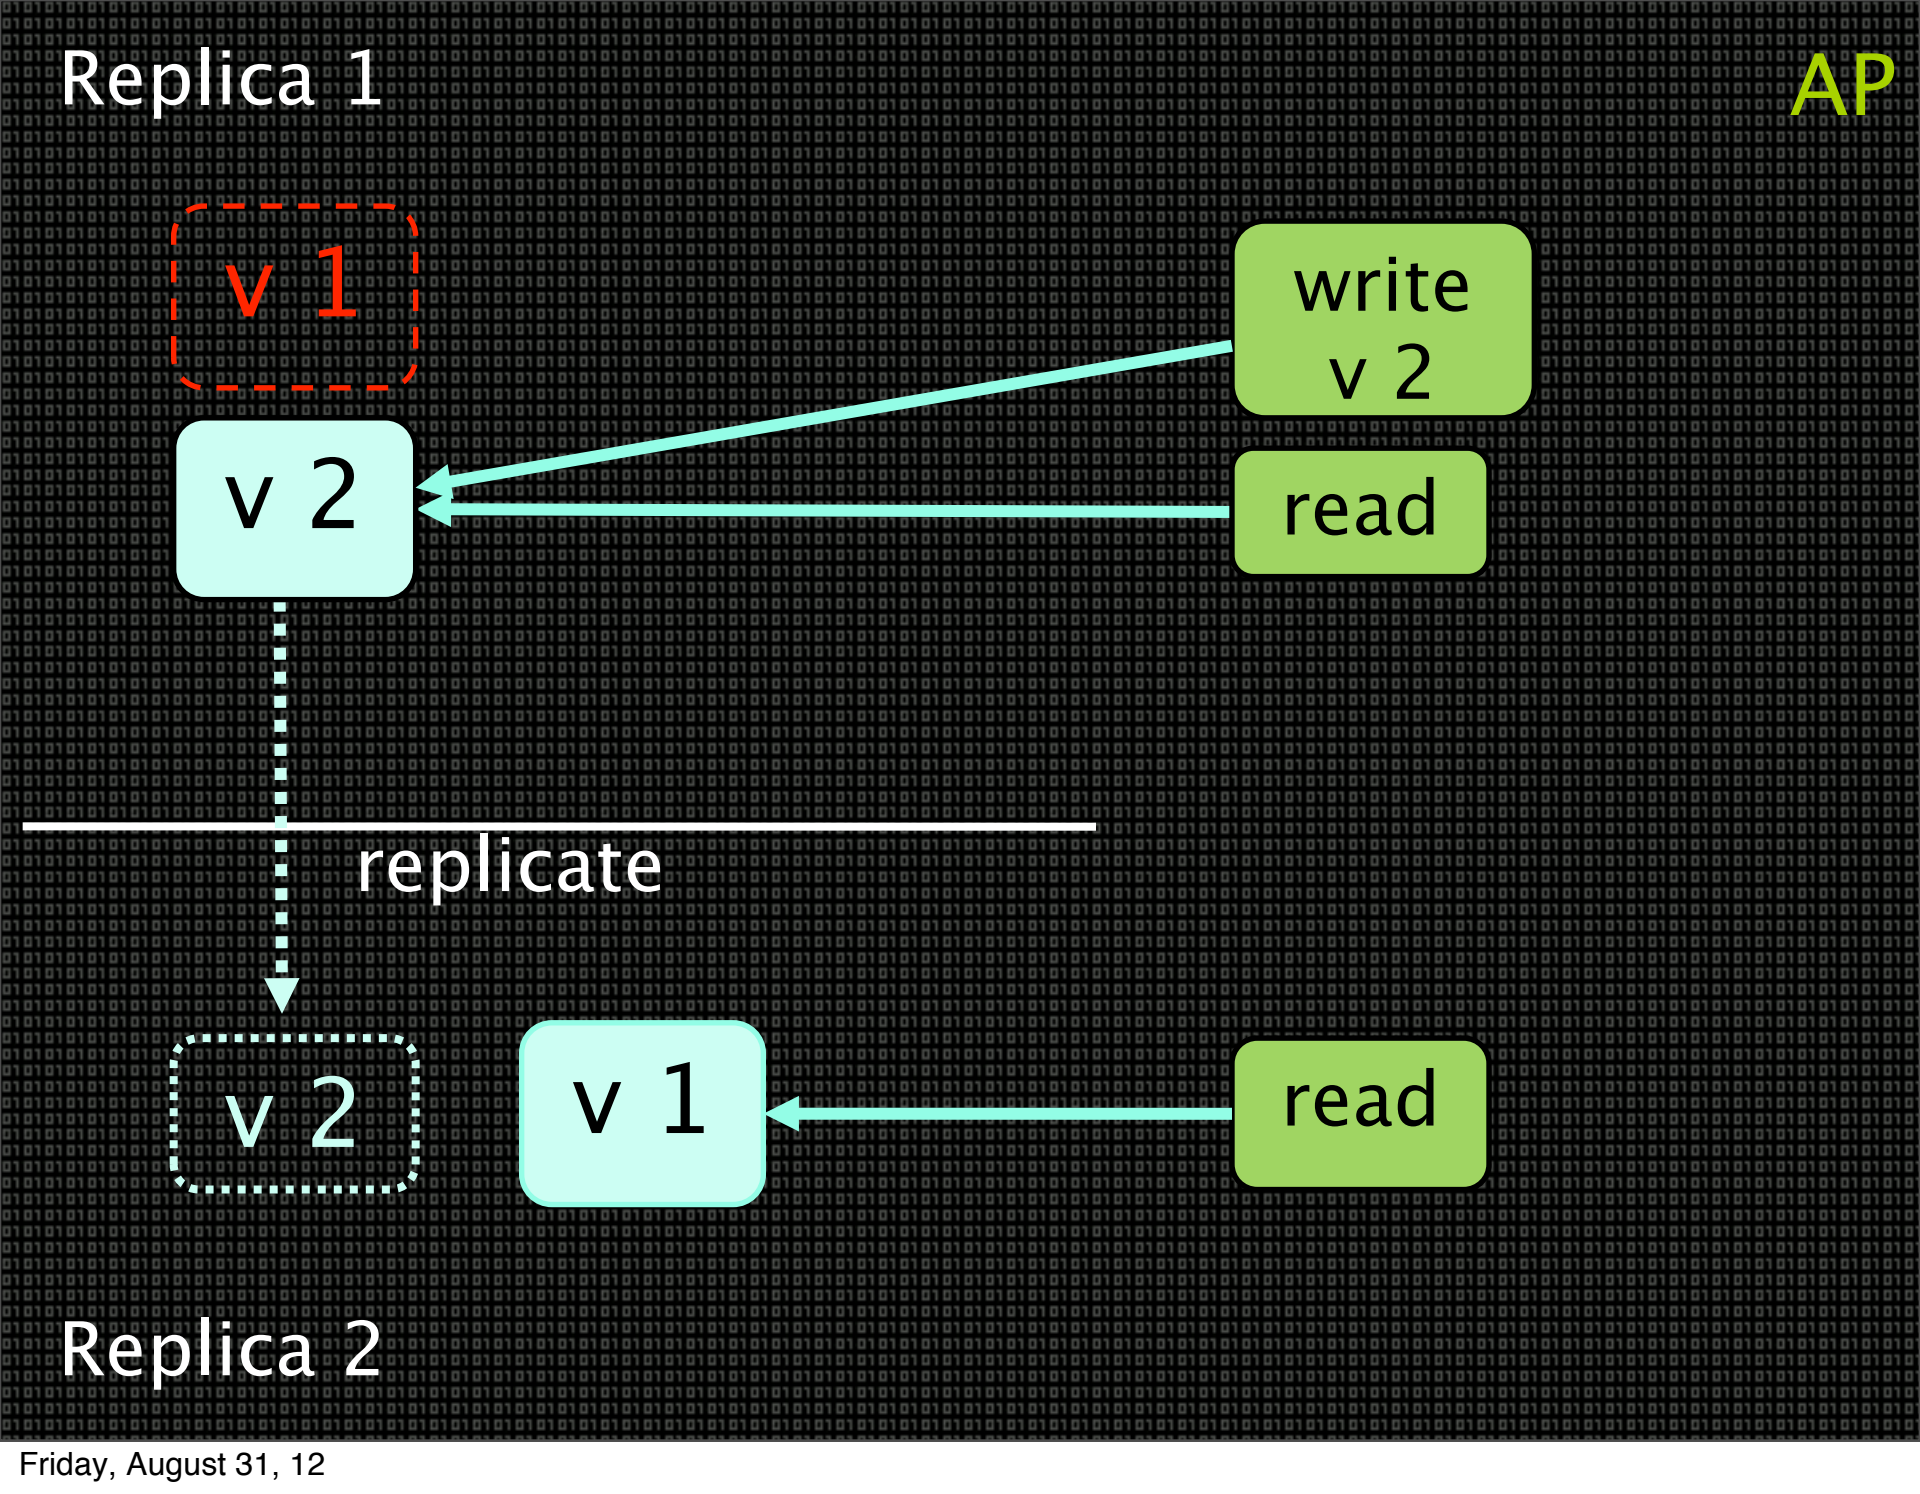 Replica 1
AP
v 1
write
v 2
v 2
read
replicate
v 2
v 1
read
Replica 2
Friday, August 31, 12